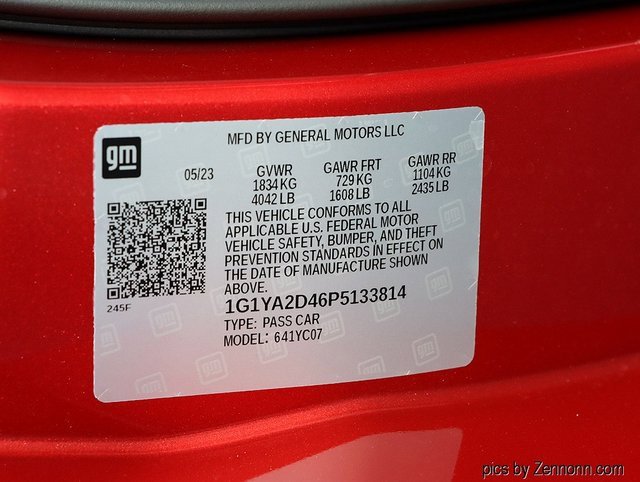 gm
MFD BY GENERAL MOTORS LLC
05/23
GVWR
1834 KG
4042 LB
GAWR FRT
729 KG
1608 LB
GAWR RR
1104 KG
2435 LB
THIS VEHICLE CONFORMS TO ALL
APPLICABLE U.S. FEDERAL MOTOR
VEHICLE SAFETY, BUMPER, AND THEFT
PREVENTION STANDARDS IN EFFECT ON
THE DATE OF MANUFACTURE SHOWN
ABOVE.
245F
1G1YA2D46P5133814
TYPE: PASS CAR
MODEL: 641YC07
pics by Zennonn.com